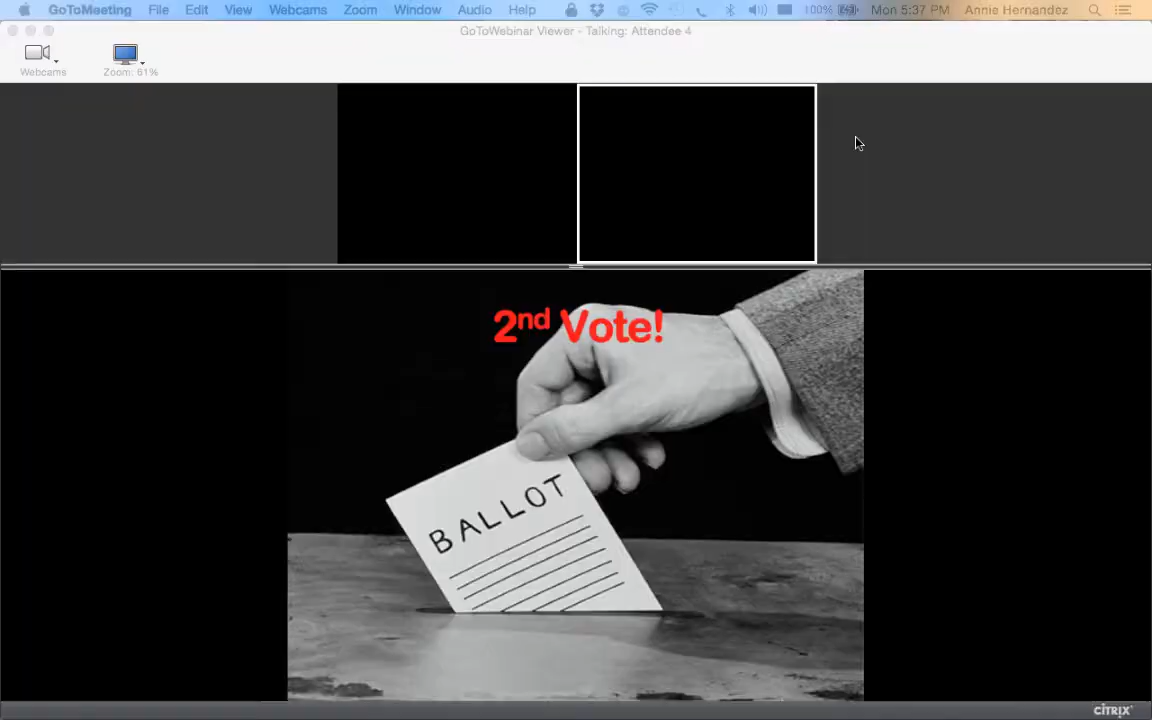 GoToMeeting File Edit View Webcams Zoom Window Audio Help 100% Mon 5:37 PM Annie Hernandez
GoToWebinar Viewer - Talking: Attendee 4
Webcams Zoom: 61%
2nd Vote!
BALLOT
CITRIX